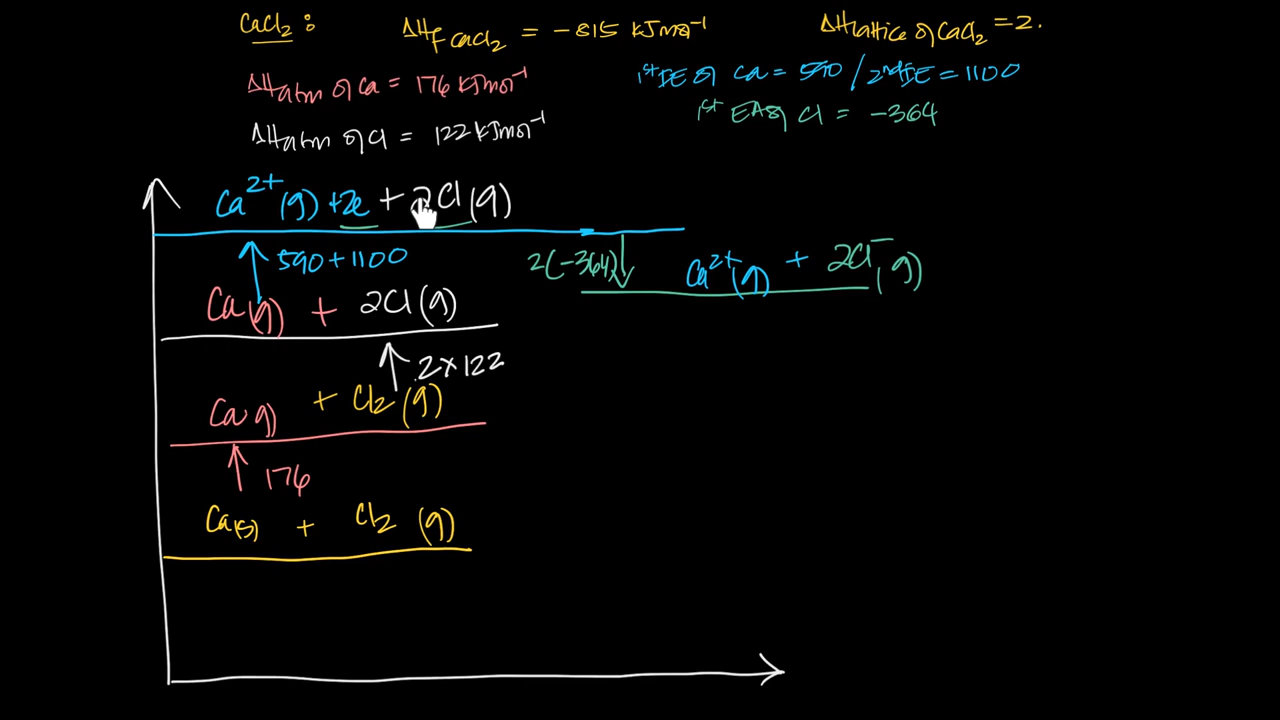 CaCl₂ : ΔHf CaCl₂ = -815 kJmol⁻¹ ΔHlattice of CaCl₂ = ?.
ΔHatm of Ca = 176 kJmol⁻¹ 1st IE of Ca = 590 / 2nd IE = 1100
ΔHatm of Cl = 122 kJmol⁻¹ 1st EA of Cl = -364
Ca²⁺(g) + 2e + 2Cl(g)
590 + 1100 2(-364) Ca²⁺(g) + 2Cl⁻(g)
Ca(g) + 2Cl(g)
2×122
Ca(g) + Cl₂(g)
176
Ca(s) + Cl₂(g)